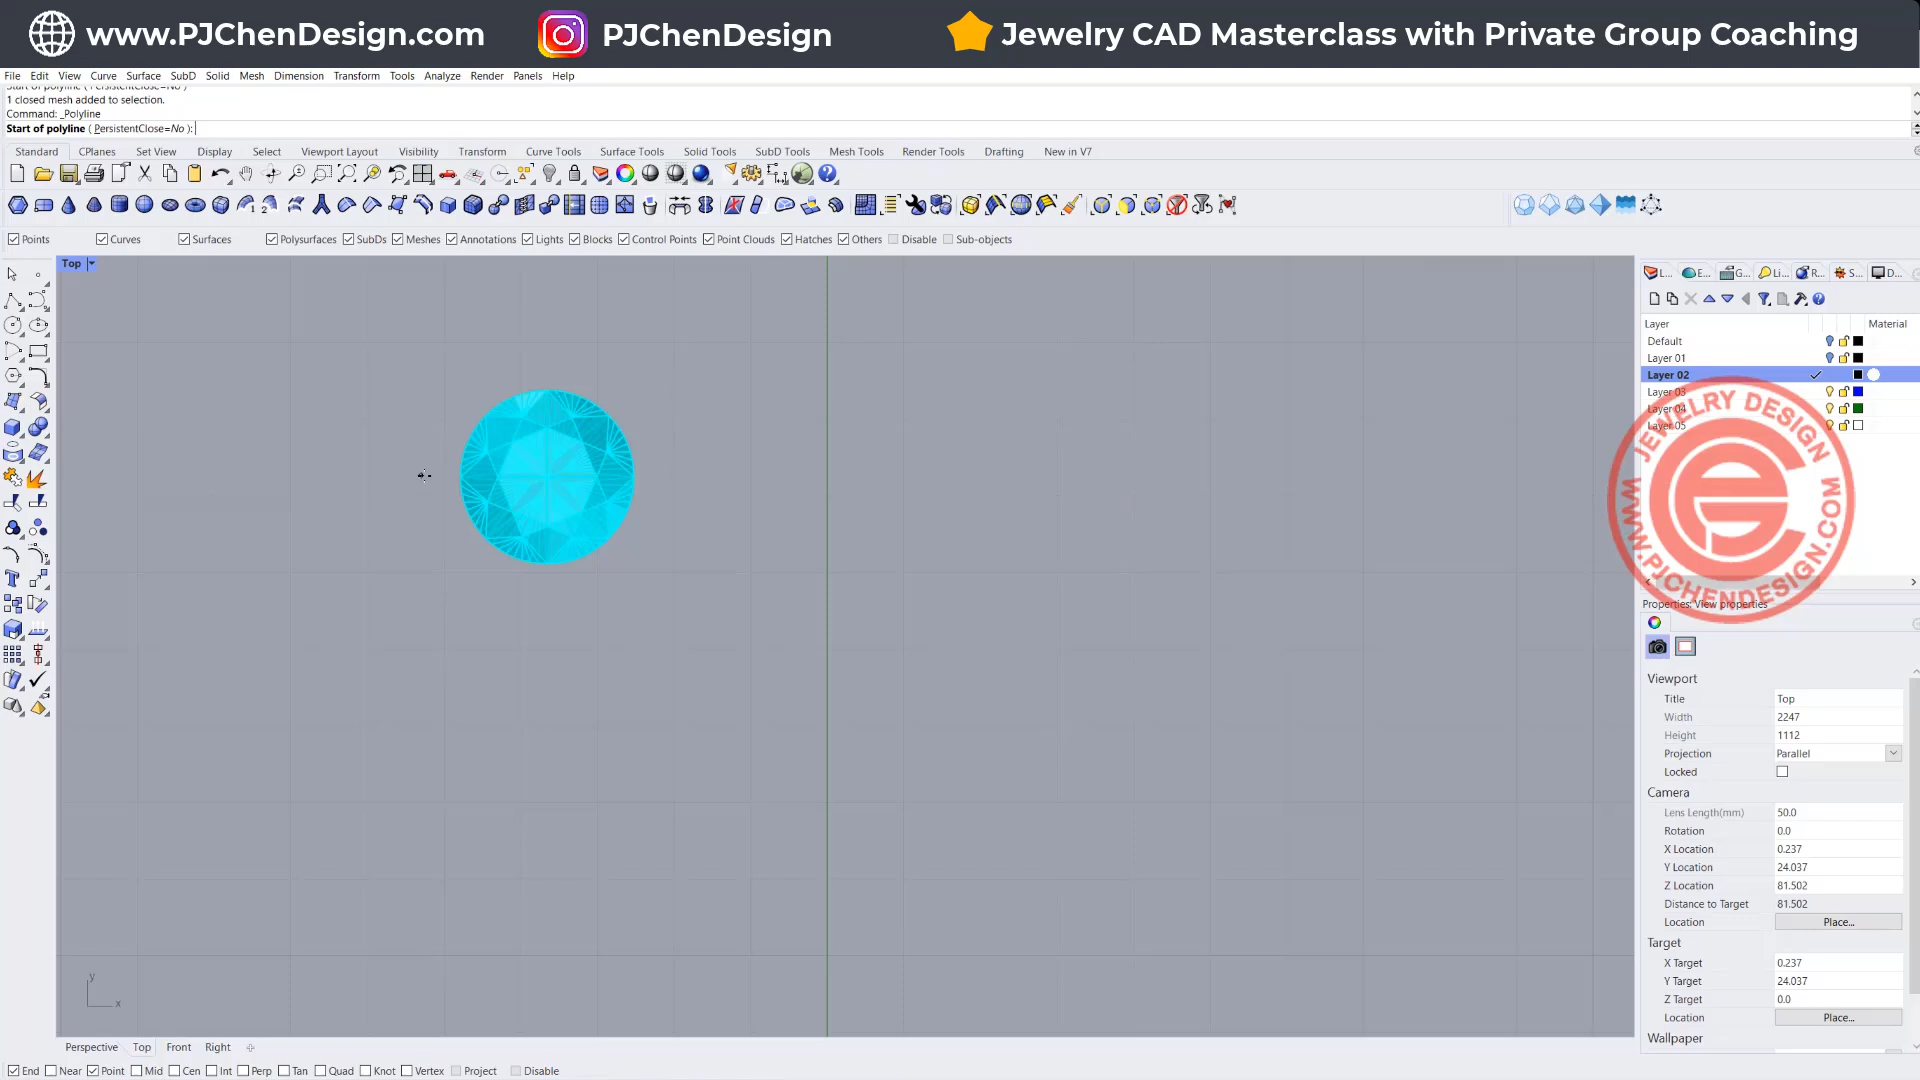 www.PJChenDesign.com PJChenDesign Jewelry CAD Masterclass with Private Group Coaching
File Edit View Curve Surface SubD Solid Mesh Dimension Transform Tools Analyze Render Panels Help
Start of polyline ( PersistentClose=No )
1 closed mesh added to selection.
Command: _Polyline
Start of polyline ( PersistentClose=No ):
Standard CPlanes Set View Display Select Viewport Layout Visibility Transform Curve Tools Surface Tools Solid Tools SubD Tools Mesh Tools Render Tools Drafting New in V7
Points Curves Surfaces Polysurfaces SubDs Meshes Annotations Lights Blocks Control Points Point Clouds Hatches Others Disable Sub-objects
Top
L... E... G... Li... R... S... D...
Layer Material
Default
Layer 01
Layer 02
Layer 03
Layer 04
Layer 05
JEWELRY DESIGN
WWW.PJCHENDESIGN.COM
Properties: View properties
Viewport
Title Top
Width 2247
Height 1112
Projection Parallel
Locked
Camera
Lens Length(mm) 50.0
Rotation 0.0
X Location 0.237
Y Location 24.037
Z Location 81.502
Distance to Target 81.502
Location Place...
Target
X Target 0.237
Y Target 24.037
Z Target 0.0
Location Place...
Wallpaper
y
x
Perspective Top Front Right
End Near Point Mid Cen Int Perp Tan Quad Knot Vertex Project Disable